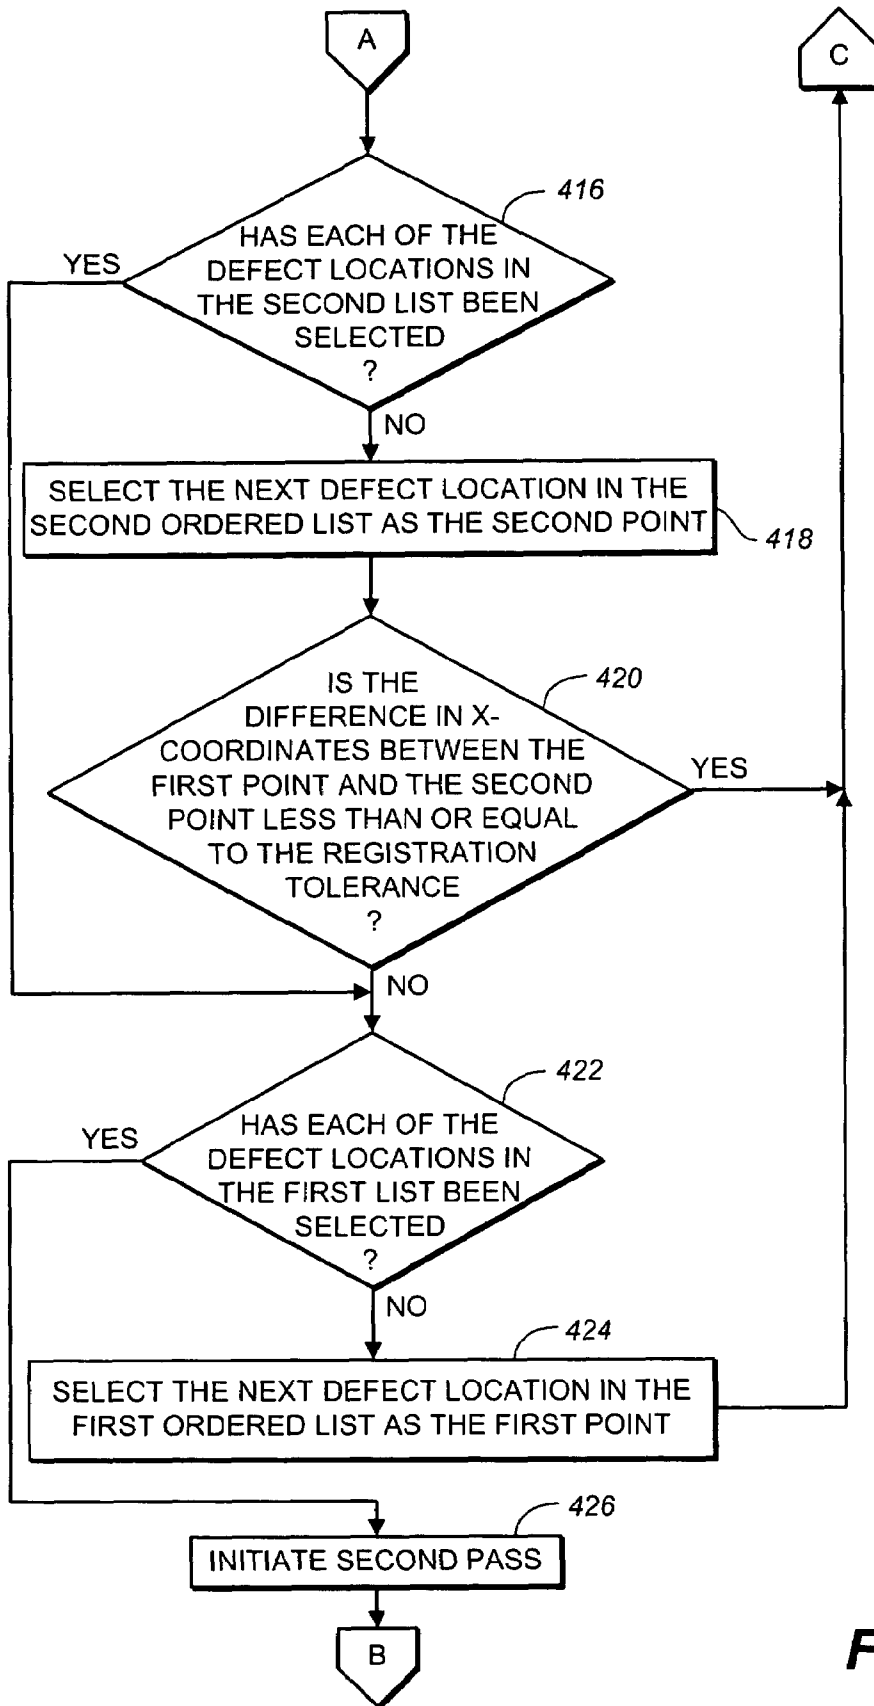 A
C
416
HAS EACH OF THE
DEFECT LOCATIONS IN
THE SECOND LIST BEEN
SELECTED
?
YES
NO
SELECT THE NEXT DEFECT LOCATION IN THE
SECOND ORDERED LIST AS THE SECOND POINT
418
420
IS THE
DIFFERENCE IN X-
COORDINATES BETWEEN THE
FIRST POINT AND THE SECOND
POINT LESS THAN OR EQUAL
TO THE REGISTRATION
TOLERANCE
?
YES
NO
422
HAS EACH OF THE
DEFECT LOCATIONS IN
THE FIRST LIST BEEN
SELECTED
?
YES
NO
424
SELECT THE NEXT DEFECT LOCATION IN THE
FIRST ORDERED LIST AS THE FIRST POINT
426
INITIATE SECOND PASS
B